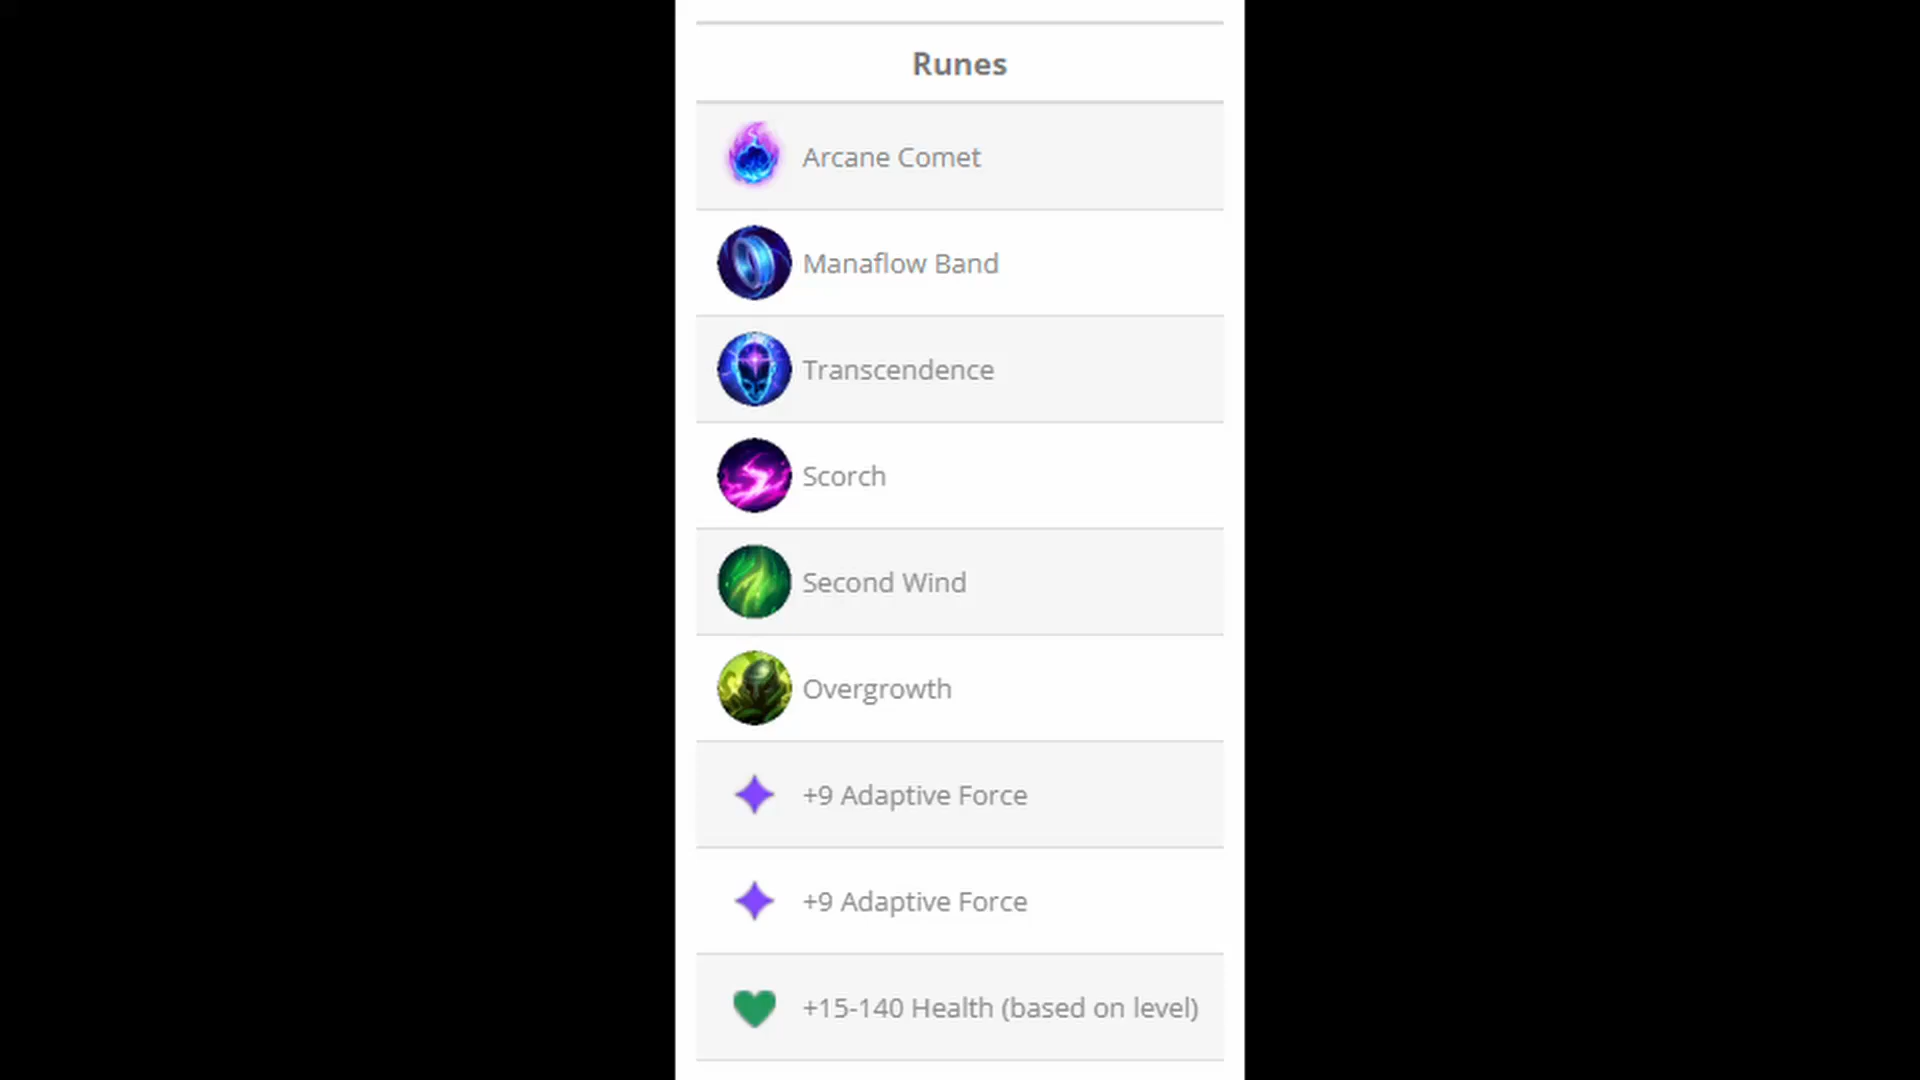 Runes
Arcane Comet
Manaflow Band
Transcendence
Scorch
Second Wind
Overgrowth
+9 Adaptive Force
+9 Adaptive Force
+15-140 Health (based on level)